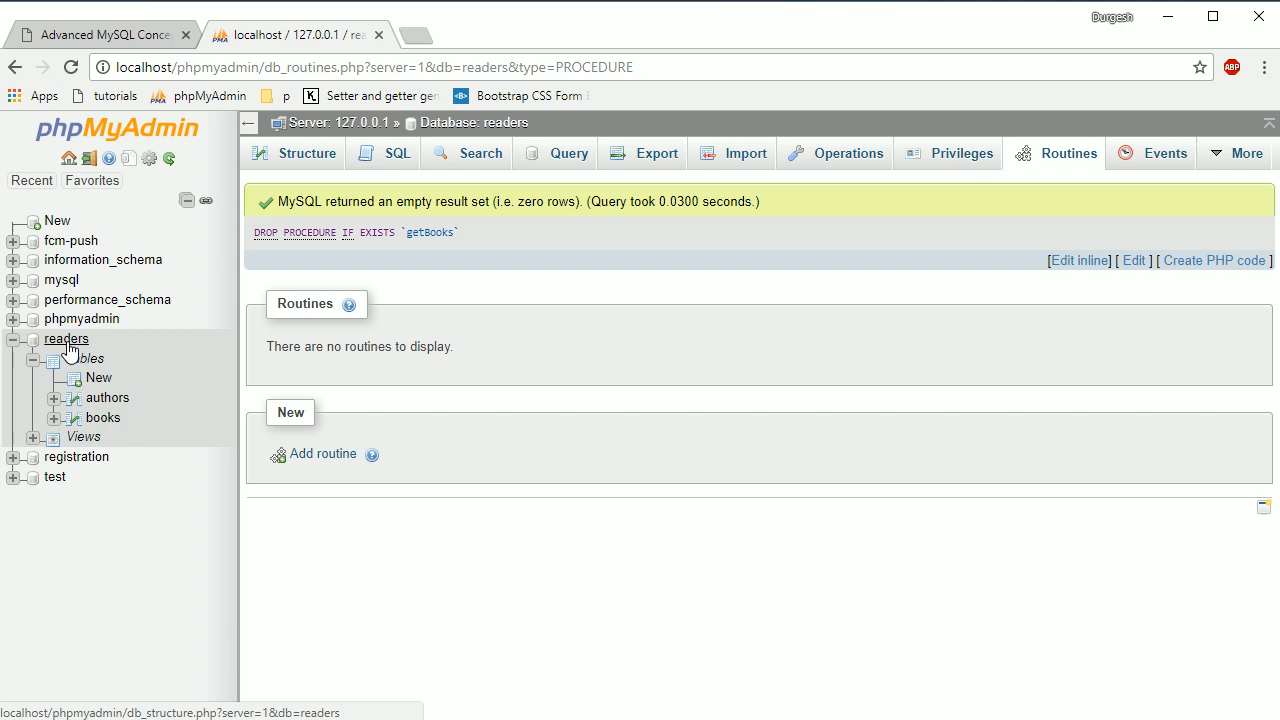 Durgesh
Advanced MySQL Conce
localhost / 127.0.0.1 / rea
localhost/phpmyadmin/db_routines.php?server=1&db=readers&type=PROCEDURE
ABP
Apps tutorials phpMyAdmin p K Setter and getter ger Bootstrap CSS Form
phpMyAdmin
Recent Favorites
New
fcm-push
information_schema
mysql
performance_schema
phpmyadmin
readers
bles
New
authors
books
Views
registration
test
Server: 127.0.0.1 » Database: readers
Structure SQL Search Query Export Import Operations Privileges Routines Events More
MySQL returned an empty result set (i.e. zero rows). (Query took 0.0300 seconds.)
DROP PROCEDURE IF EXISTS `getBooks`
[Edit inline] [ Edit ] [ Create PHP code ]
Routines
There are no routines to display.
New
Add routine
localhost/phpmyadmin/db_structure.php?server=1&db=readers